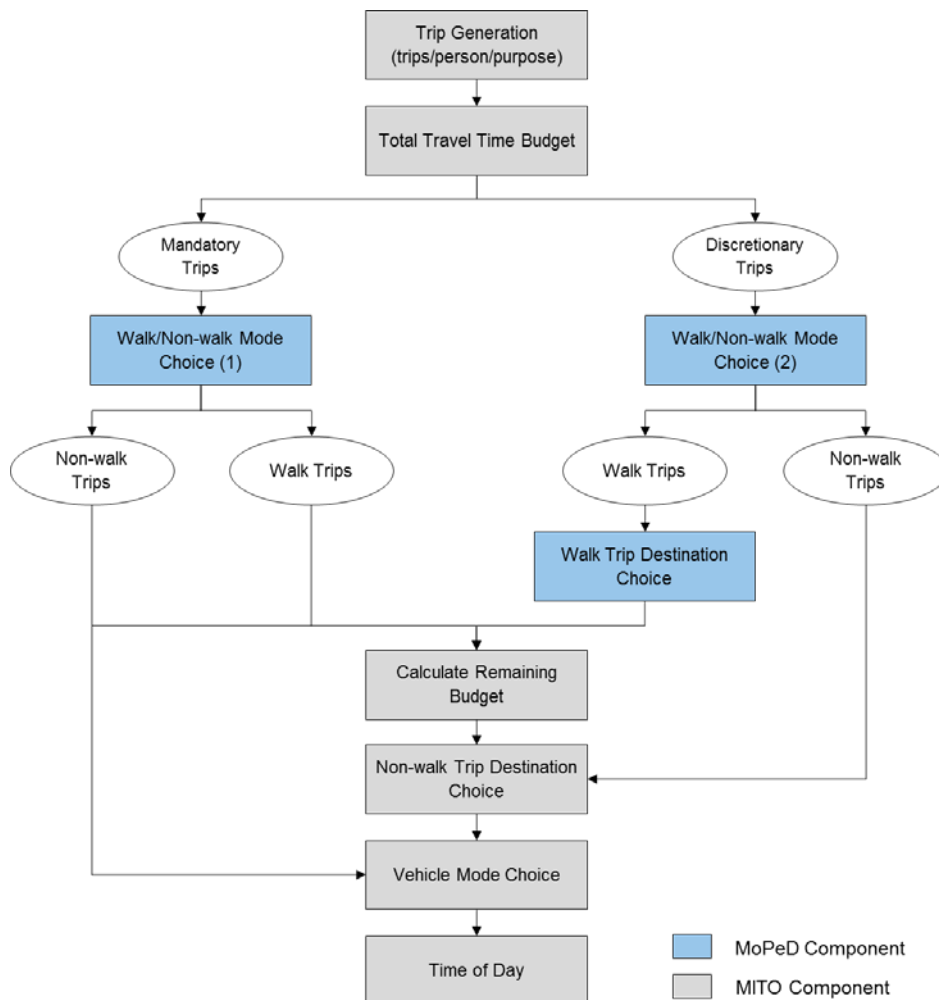 Trip Generation
(trips/person/purpose)
Total Travel Time Budget
Mandatory
Trips
Discretionary
Trips
Walk/Non-walk Mode
Choice (1)
Walk/Non-walk Mode
Choice (2)
Non-walk
Trips
Walk Trips
Walk Trips
Non-walk
Trips
Walk Trip Destination
Choice
Calculate Remaining
Budget
Non-walk Trip Destination
Choice
Vehicle Mode Choice
Time of Day
MoPeD Component
MITO Component